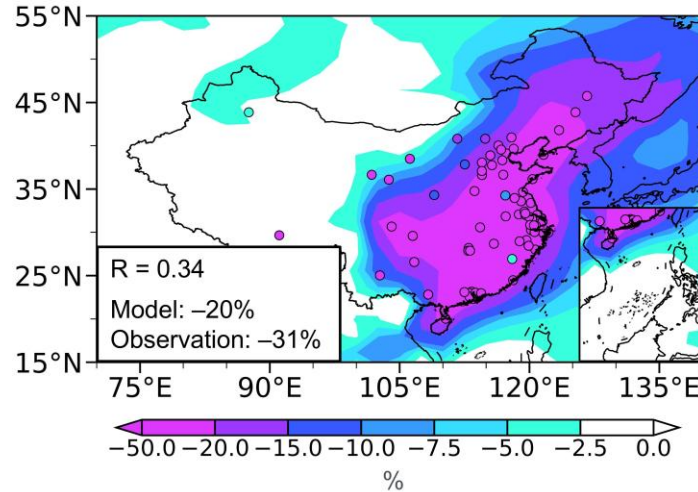 55°N
45°N
35°N
25°N
15°N
R = 0.34
Model: –20%
Observation: –31%
75°E 90°E 105°E 120°E 135°E
−50.0 −20.0 −15.0 −10.0 −7.5 −5.0 −2.5 0.0
%